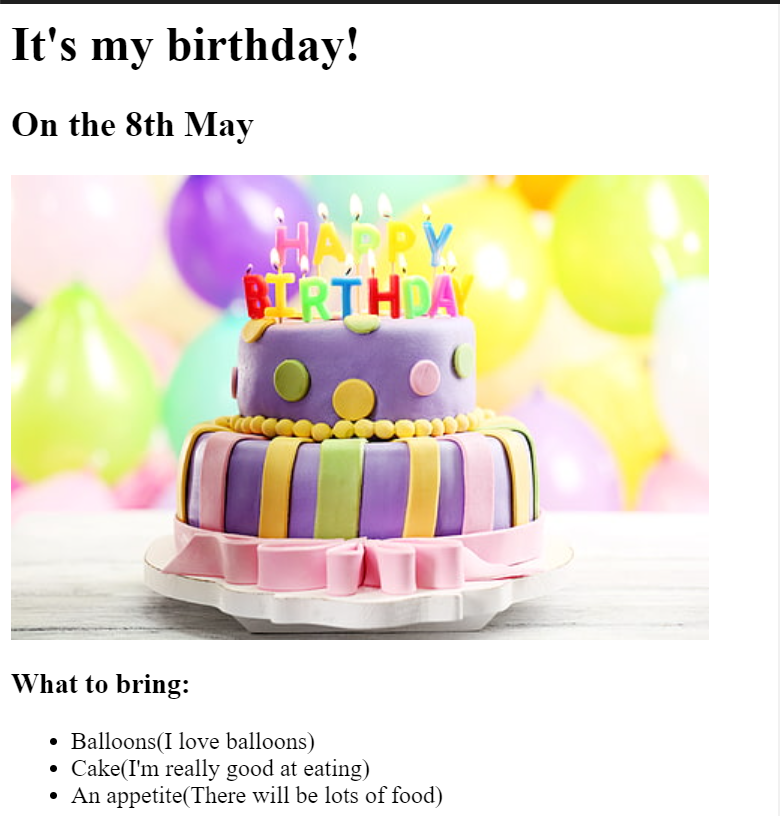 It's my birthday!
On the 8th May
HAPPY
BIRTHDAY
What to bring:
Balloons(I love balloons)
Cake(I'm really good at eating)
An appetite(There will be lots of food)